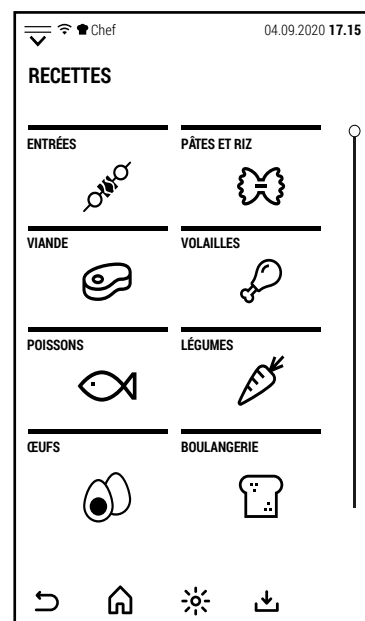 Chef 04.09.2020 17.15
RECETTES
ENTRÉES PÂTES ET RIZ
VIANDE VOLAILLES
POISSONS LÉGUMES
ŒUFS BOULANGERIE